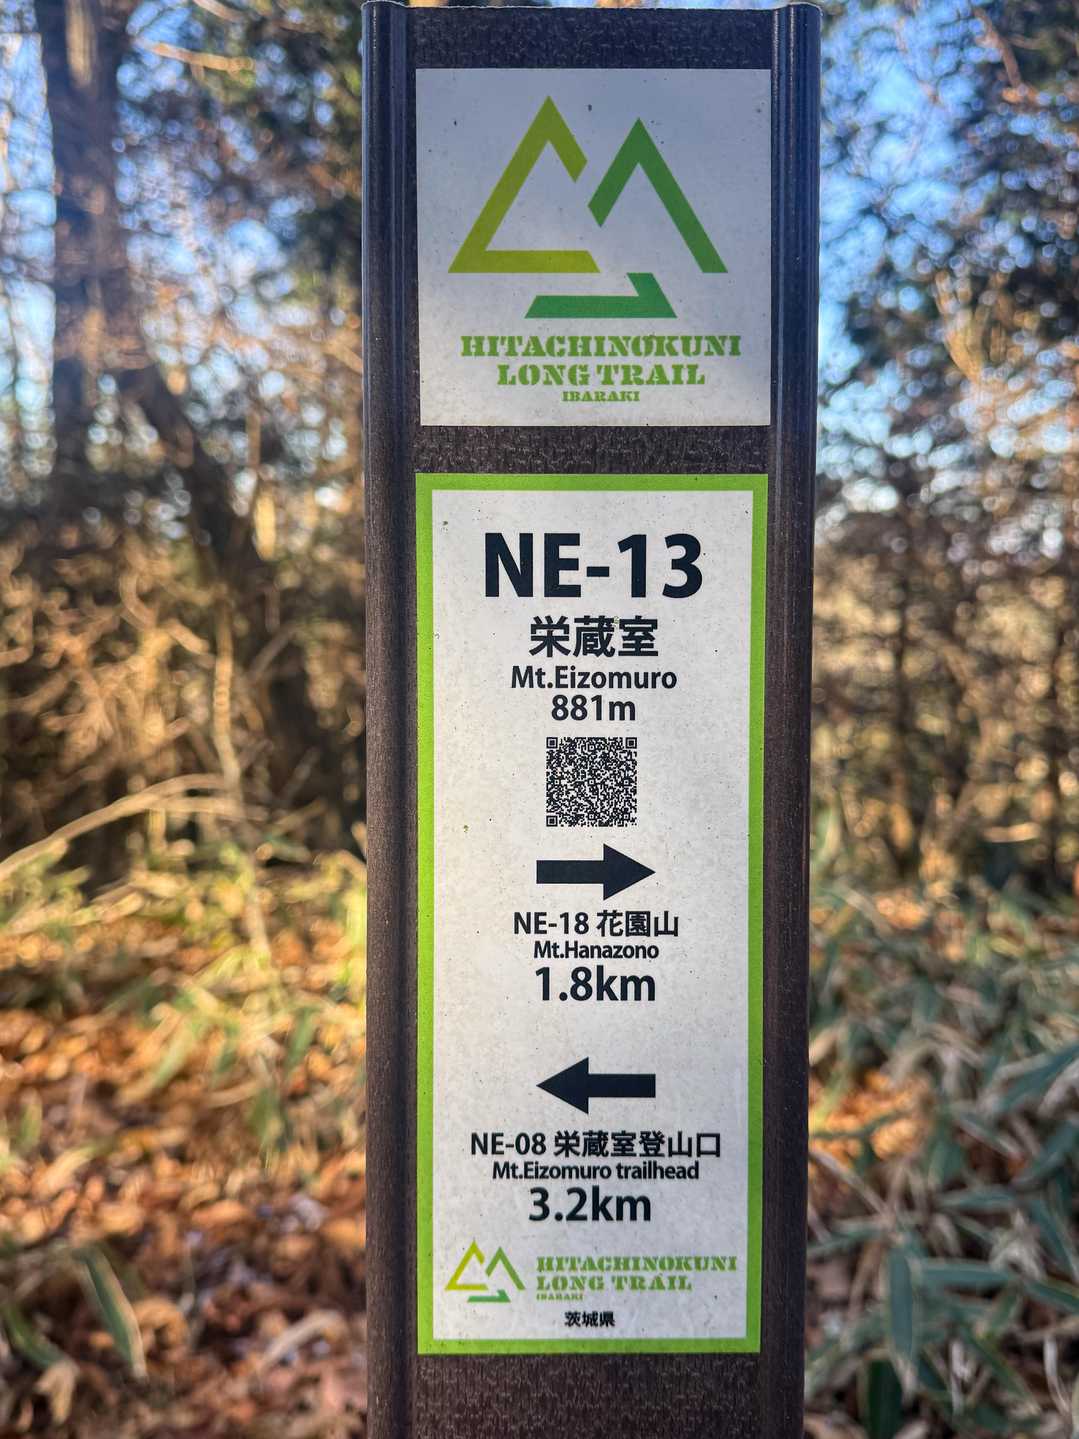 HITACHINOKUNI
LONG TRAIL
IBARAKI
NE-13
栄蔵室
Mt.Eizomuro
881m
NE-18 花園山
Mt.Hanazono
1.8km
NE-08 栄蔵室登山口
Mt.Eizomuro trailhead
3.2km
HITACHINOKUNI
LONG TRAIL
IBARAKI
茨城県